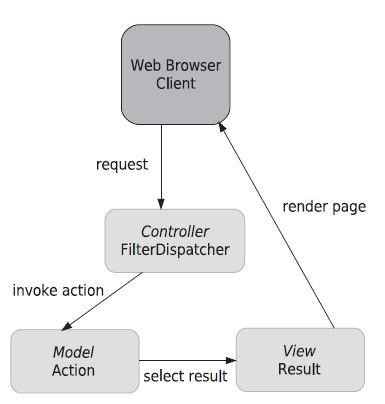 Web Browser
Client
request
render page
Controller
FilterDispatcher
invoke action
Model
Action
select result
View
Result